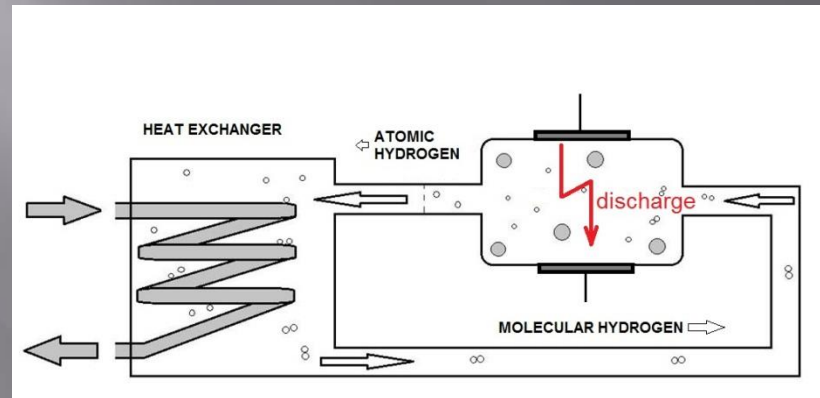 HEAT EXCHANGER
ATOMIC
HYDROGEN
discharge
MOLECULAR HYDROGEN